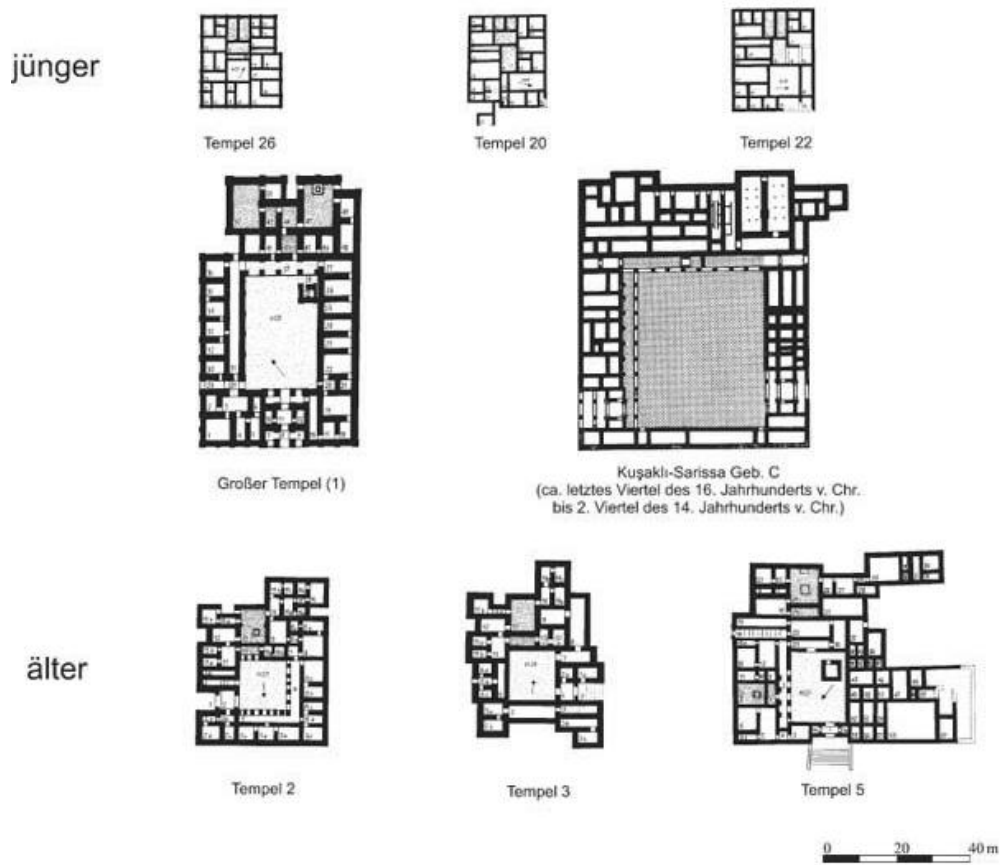 jünger
Tempel 26
Tempel 20
Tempel 22
Großer Tempel (1)
Kuşaklı-Sarissa Geb. C
(ca. letztes Viertel des 16. Jahrhunderts v. Chr.
bis 2. Viertel des 14. Jahrhunderts v. Chr.)
älter
Tempel 2
Tempel 3
Tempel 5
0 20 40 m